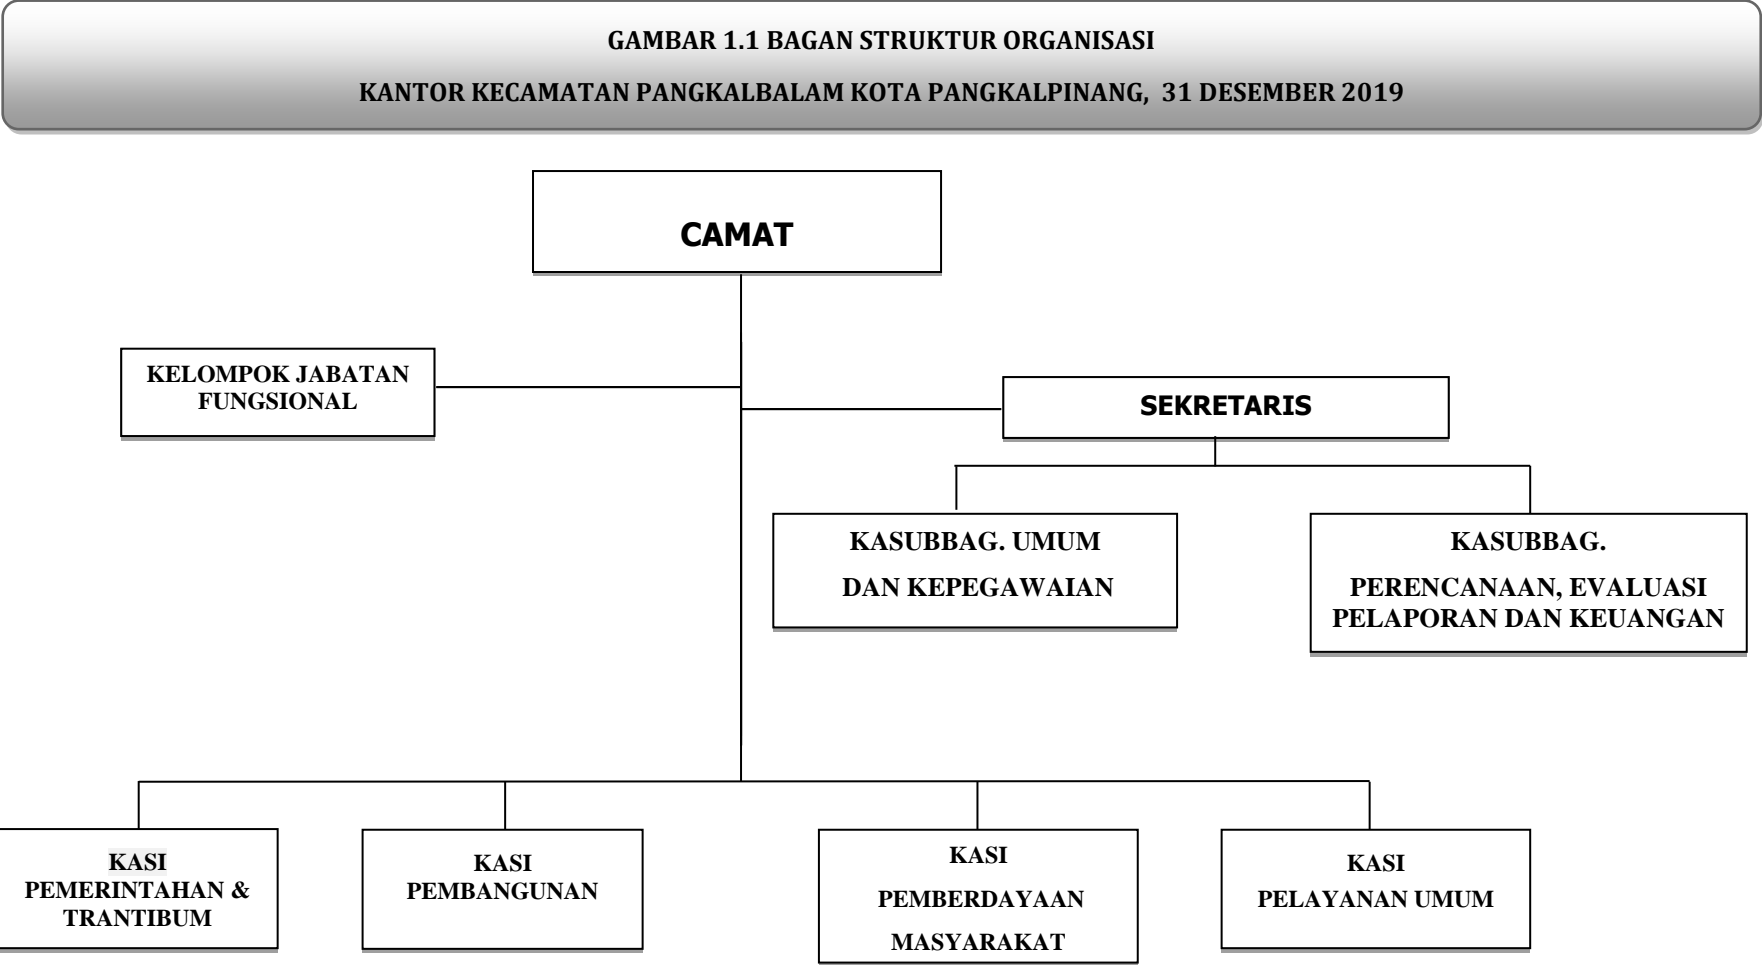 GAMBAR 1.1 BAGAN STRUKTUR ORGANISASI
KANTOR KECAMATAN PANGKALBALAM KOTA PANGKALPINANG, 31 DESEMBER 2019
CAMAT
KELOMPOK JABATAN
FUNGSIONAL
SEKRETARIS
KASUBBAG. UMUM
DAN KEPEGAWAIAN
KASUBBAG.
PERENCANAAN, EVALUASI
PELAPORAN DAN KEUANGAN
KASI
PEMERINTAHAN &
TRANTIBUM
KASI
PEMBANGUNAN
KASI
PEMBERDAYAAN
MASYARAKAT
KASI
PELAYANAN UMUM